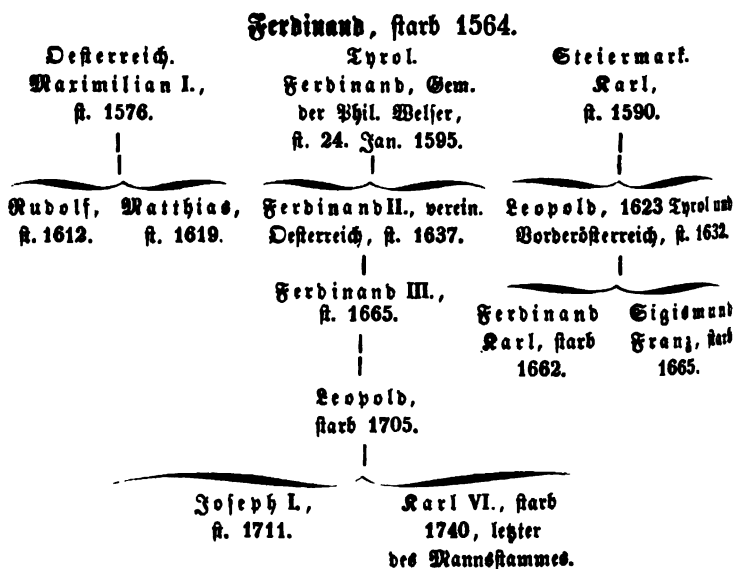 Ferdinand, starb 1564.
Oesterreich.
Maximilian I.,
st. 1576.
Tyrol.
Ferdinand, Gem.
der Phil. Welser,
st. 24. Jan. 1595.
Steiermark.
Karl,
st. 1590.
Rudolf,
st. 1612.
Matthias,
st. 1619.
Ferdinand II., verein.
Oesterreich, st. 1637.
Leopold, 1623 Tyrol und
Vorderösterreich, st. 1632.
Ferdinand III.,
st. 1665.
Ferdinand
Karl, starb
1662.
Sigismund
Franz, starb
1665.
Leopold,
starb 1705.
Joseph I.,
st. 1711.
Karl VI., starb
1740, letzter
des Mannsstammes.